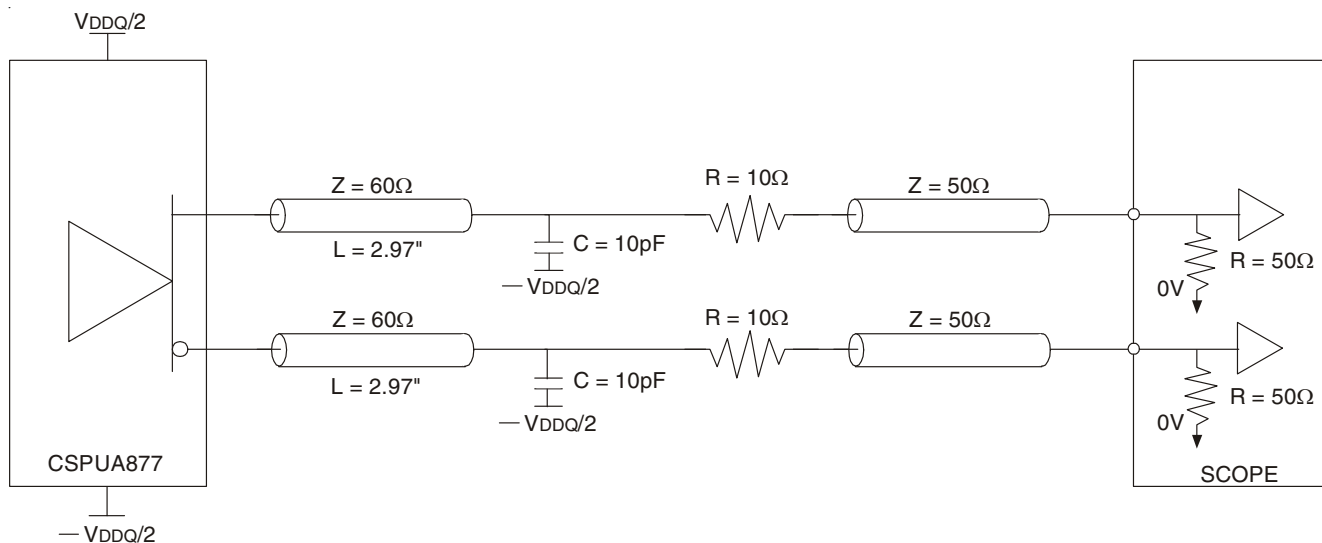 VDDQ/2
Z = 60Ω
R = 10Ω
Z = 50Ω
L = 2.97"
C = 10pF
R = 50Ω
0V
— VDDQ/2
Z = 60Ω
R = 10Ω
Z = 50Ω
L = 2.97"
C = 10pF
R = 50Ω
0V
— VDDQ/2
CSPUA877
SCOPE
— VDDQ/2